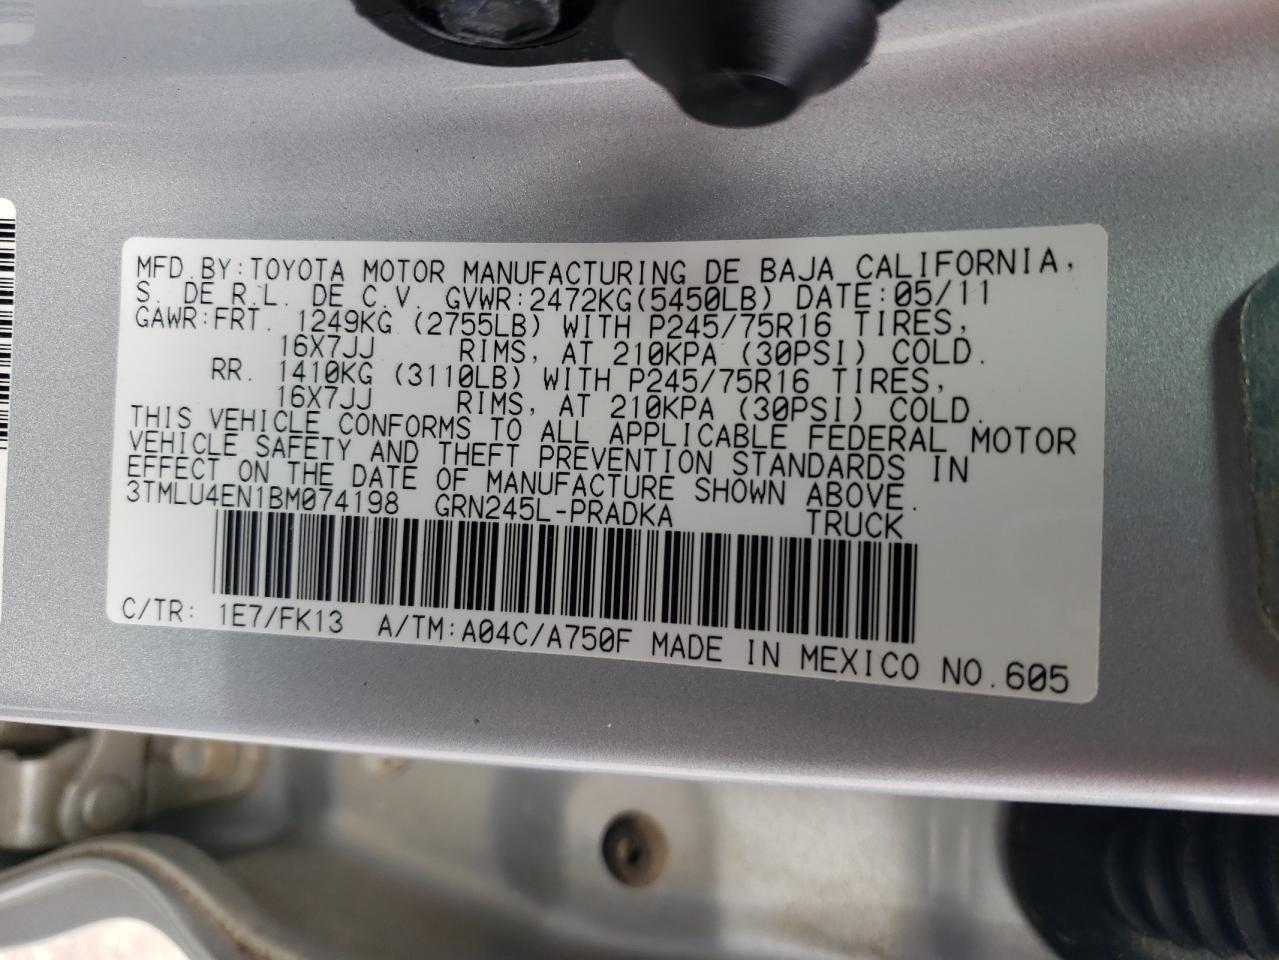 MFD.BY:TOYOTA MOTOR MANUFACTURING DE BAJA CALIFORNIA,
S. DE R.L. DE C.V. GVWR:2472KG(5450LB) DATE:05/11
GAWR:FRT. 1249KG (2755LB) WITH P245/75R16 TIRES,
16X7JJ RIMS, AT 210KPA (30PSI) COLD.
RR. 1410KG (3110LB) WITH P245/75R16 TIRES,
16X7JJ RIMS, AT 210KPA (30PSI) COLD.
THIS VEHICLE CONFORMS TO ALL APPLICABLE FEDERAL MOTOR
VEHICLE SAFETY AND THEFT PREVENTION STANDARDS IN
EFFECT ON THE DATE OF MANUFACTURE SHOWN ABOVE.
3TMLU4EN1BM074198 GRN245L-PRADKA TRUCK
C/TR: 1E7/FK13 A/TM:A04C/A750F MADE IN MEXICO NO.605